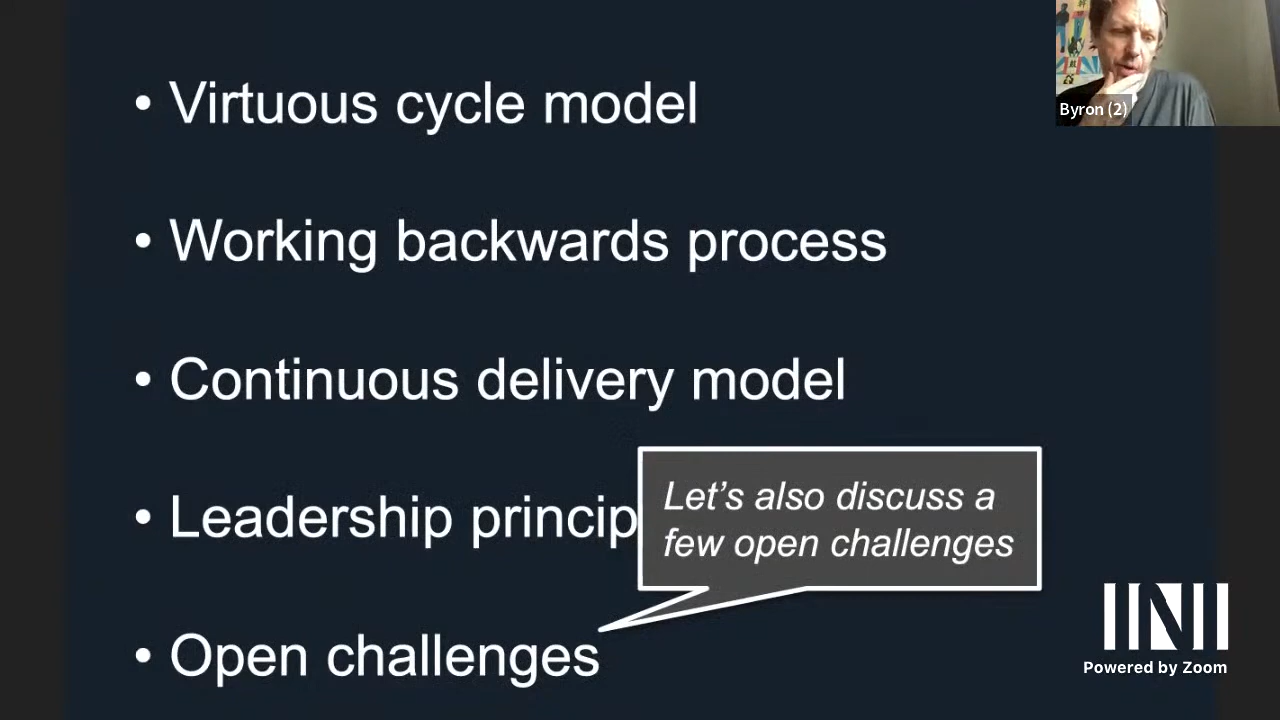 • Virtuous cycle model
Byron (2)
• Working backwards process
• Continuous delivery model
• Leadership princip
Let's also discuss a
few open challenges
• Open challenges
INI
Powered by Zoom